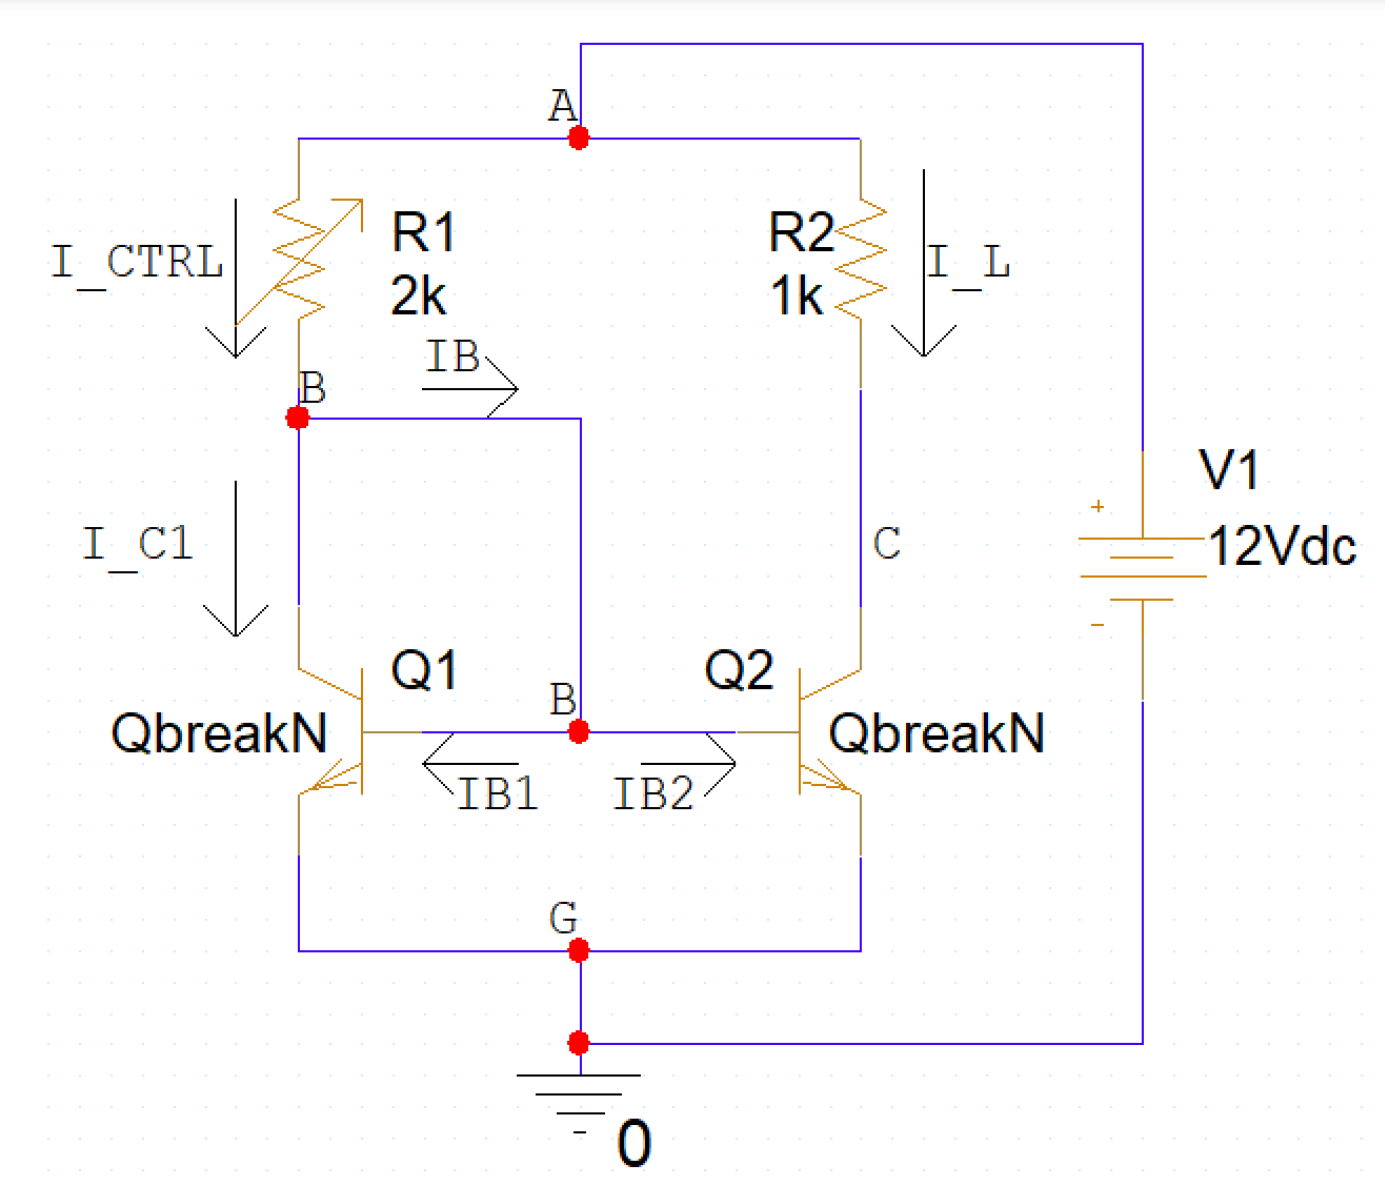 A
I_CTRL
R1
2k
R2
1k
I_L
IB
B
V1
+
12Vdc
-
I_C1
C
Q1
QbreakN
B
Q2
QbreakN
IB1
IB2
G
0